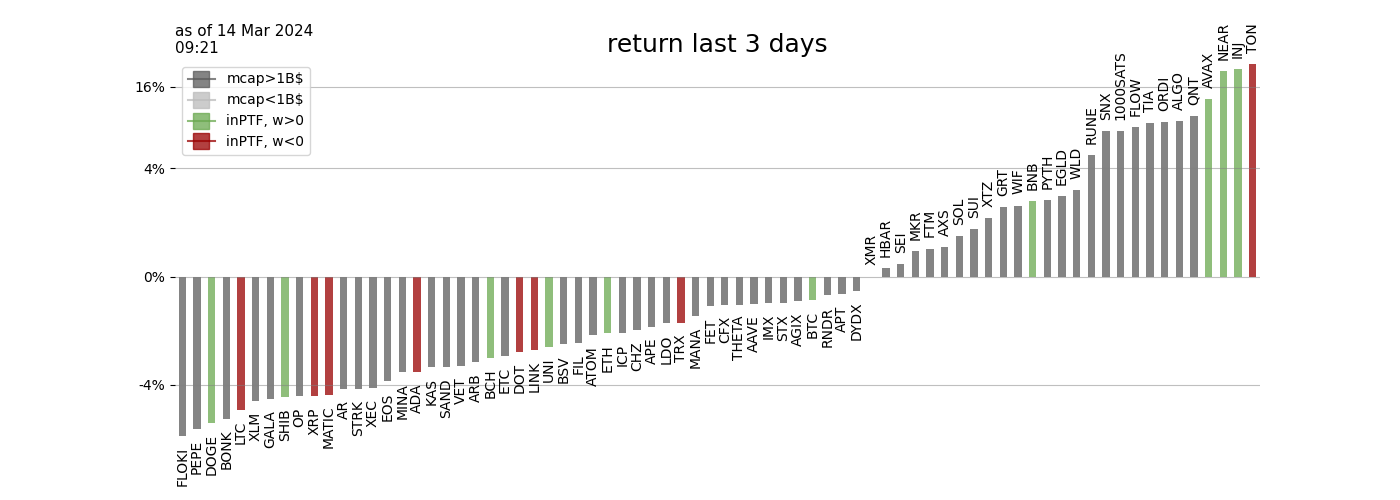 as of 14 Mar 2024
09:21
return last 3 days
mcap>1B$
mcap<1B$
inPTF, w>0
inPTF, w<0
16%
4%
0%
-4%
FLOKI
PEPE
DOGE
BONK
LTC
XLM
GALA
SHIB
OP
XRP
MATIC
AR
STRK
XEC
EOS
MINA
ADA
KAS
SAND
VET
ARB
BCH
ETC
DOT
LINK
UNI
BSV
FIL
ATOM
ETH
ICP
CHZ
APE
LDO
TRX
MANA
FET
CFX
THETA
AAVE
IMX
STX
AGIX
BTC
RNDR
APT
DYDX
XMR
HBAR
SEI
MKR
FTM
AXS
SOL
SUI
XTZ
GRT
WIF
BNB
PYTH
EGLD
WLD
RUNE
SNX
1000SATS
FLOW
TIA
ORDI
ALGO
QNT
AVAX
NEAR
INJ
TON